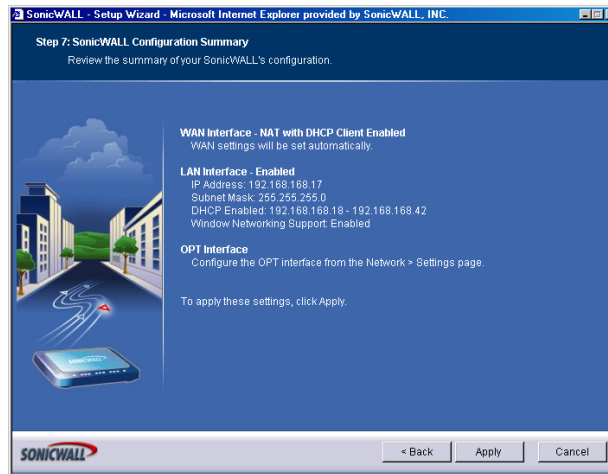 SonicWALL - Setup Wizard - Microsoft Internet Explorer provided by SonicWALL, INC.
Step 7: SonicWALL Configuration Summary
Review the summary of your SonicWALL's configuration.
WAN Interface - NAT with DHCP Client Enabled
WAN settings will be set automatically.
LAN Interface - Enabled
IP Address: 192.168.168.17
Subnet Mask: 255.255.255.0
DHCP Enabled: 192.168.168.18 - 192.168.168.42
Window Networking Support: Enabled
OPT Interface
Configure the OPT interface from the Network > Settings page.
To apply these settings, click Apply.
SONICWALL
SONICWALL
< Back Apply Cancel